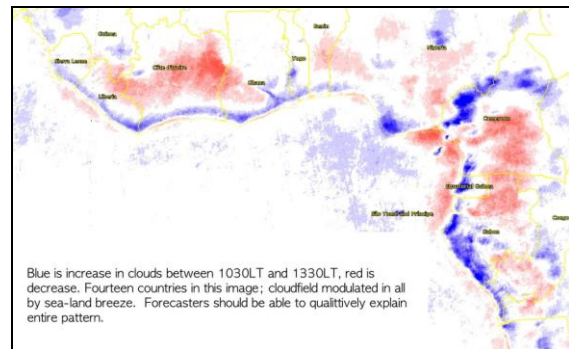 Guinea
Benin
Nigeria
Sierra Leone
Côte d'Ivoire
Togo
Ghana
Liberia
Cameroon
Equatorial Guinea
São Tomé and Príncipe
Gabon
Congo
Blue is increase in clouds between 1030LT and 1330LT, red is
decrease. Fourteen countries in this image; cloudfield modulated in all
by sea-land breeze. Forecasters should be able to qualittively explain
entire pattern.